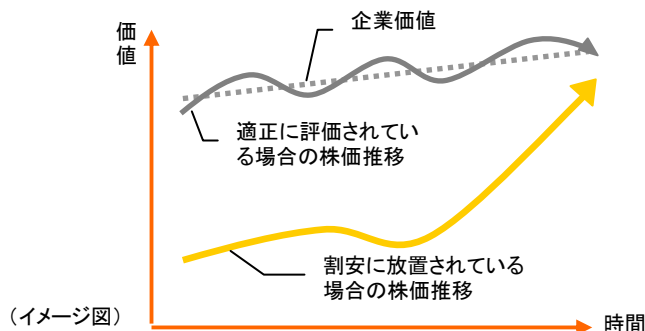 企業価値
価
値
適正に評価されてい
る場合の株価推移
割安に放置されている
場合の株価推移
（イメージ図）
時間